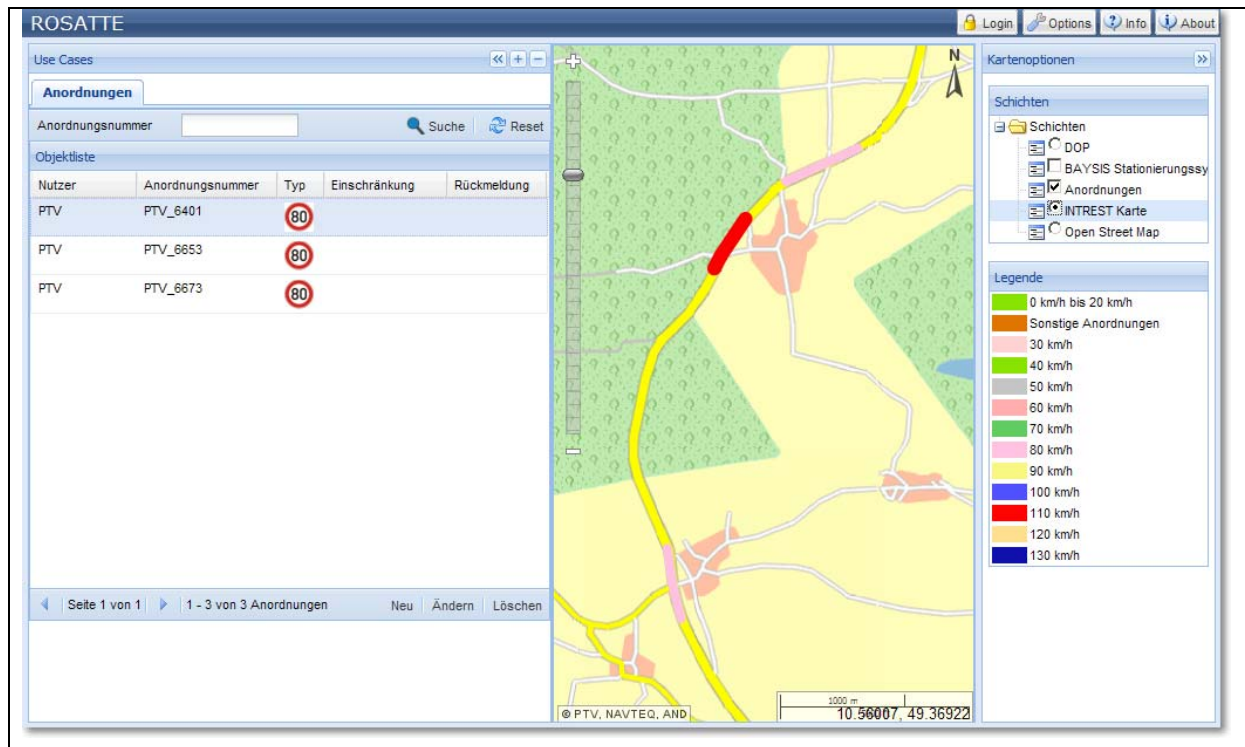 ROSATTE
Login Options Info About
Use Cases
Anordnungen
Anordnungsnummer Suche Reset
Objektliste
Nutzer Anordnungsnummer Typ Einschränkung Rückmeldung
PTV PTV_6401 80
PTV PTV_6653 80
PTV PTV_6673 80
Seite 1 von 1 1 - 3 von 3 Anordnungen Neu Ändern Löschen
N
1000 m
© PTV, NAVTEQ, AND
10.56007, 49.36922
Kartenoptionen
Schichten
Schichten
DOP
BAYSIS Stationierungssy
Anordnungen
INTREST Karte
Open Street Map
Legende
0 km/h bis 20 km/h
Sonstige Anordnungen
30 km/h
40 km/h
50 km/h
60 km/h
70 km/h
80 km/h
90 km/h
100 km/h
110 km/h
120 km/h
130 km/h